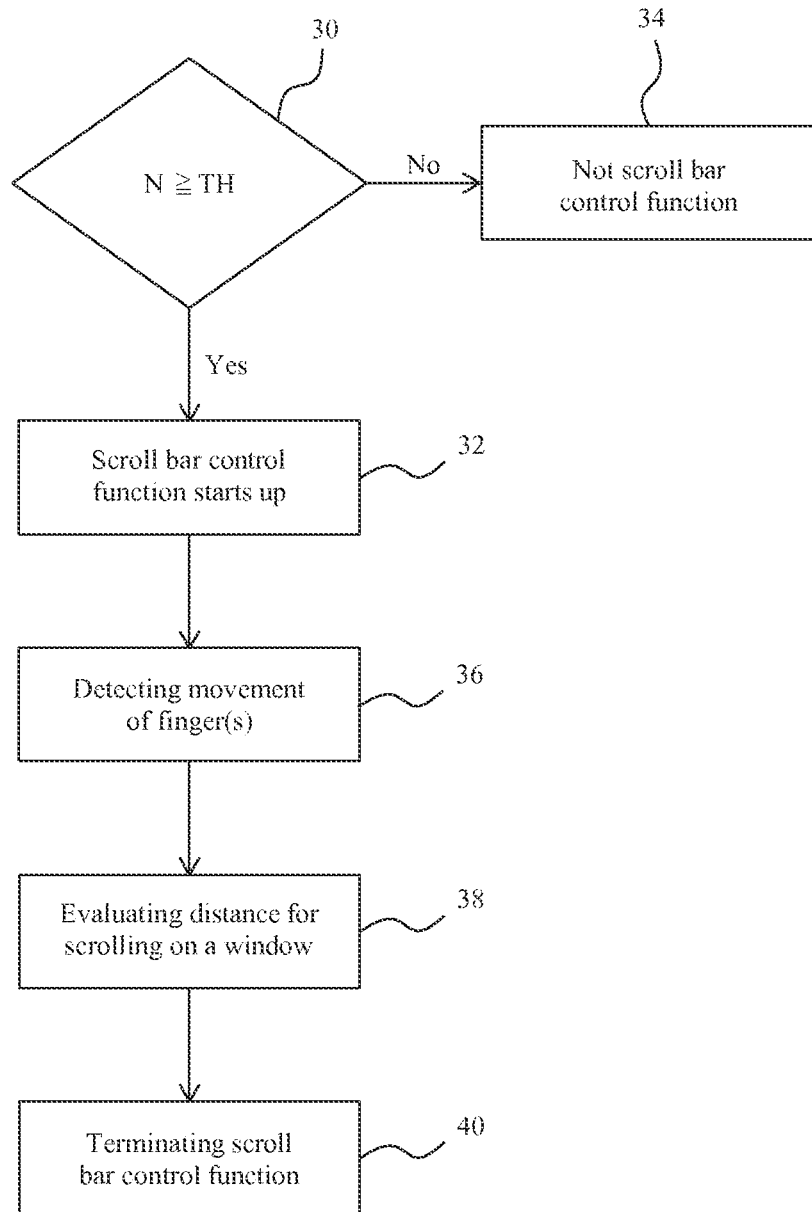 30
34
N ≧ TH
No
Not scroll bar
control function
Yes
Scroll bar control
function starts up
32
Detecting movement
of finger(s)
36
Evaluating distance for
scrolling on a window
38
Terminating scroll
bar control function
40